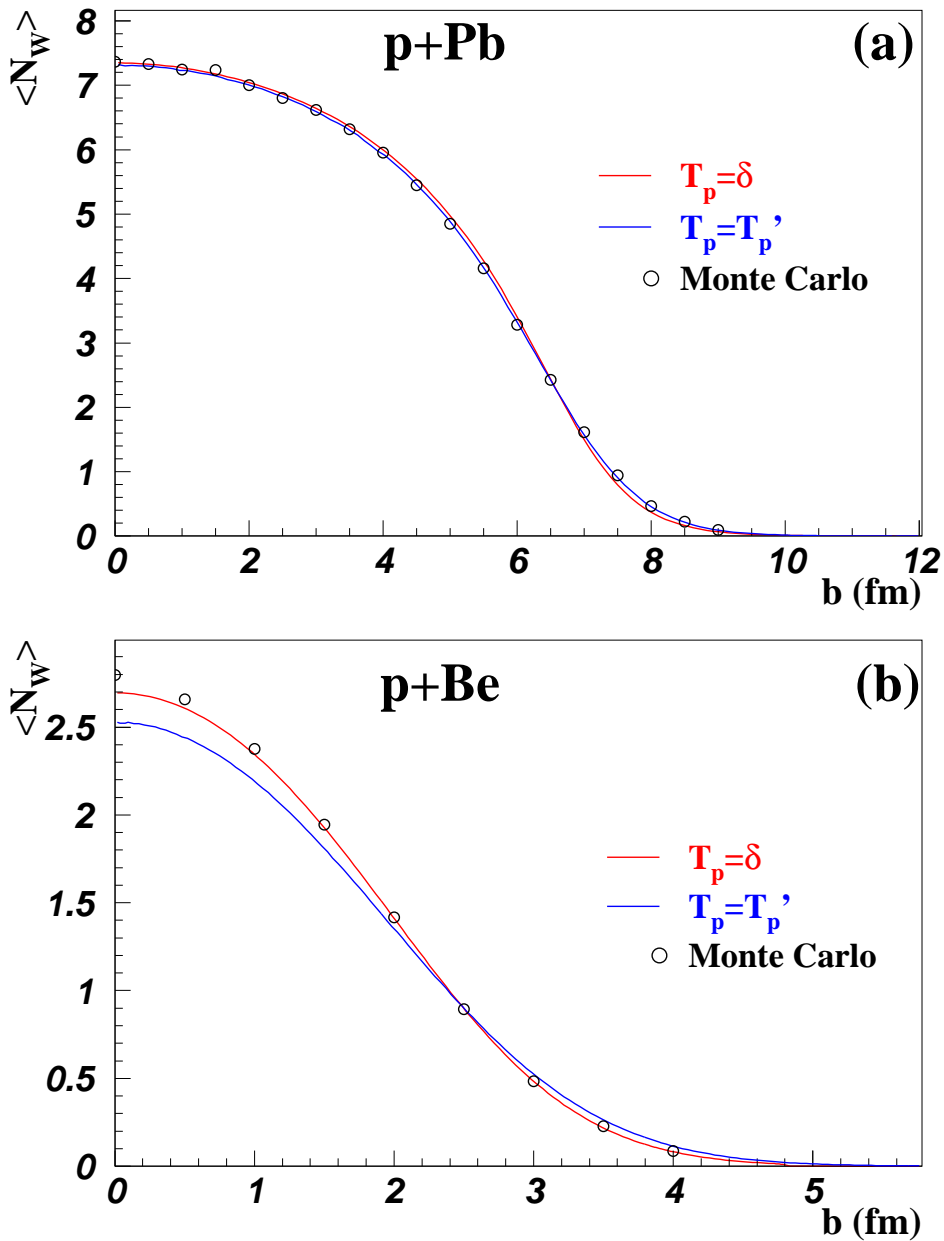 <N_W>
8
7
6
5
4
3
2
1
0
p+Pb
(a)
T_p=δ
T_p=T_p’
Monte Carlo
0 2 4 6 8 10 12
b (fm)
<N_W>
2.5
2
1.5
1
0.5
0
p+Be
(b)
T_p=δ
T_p=T_p’
Monte Carlo
0 1 2 3 4 5
b (fm)